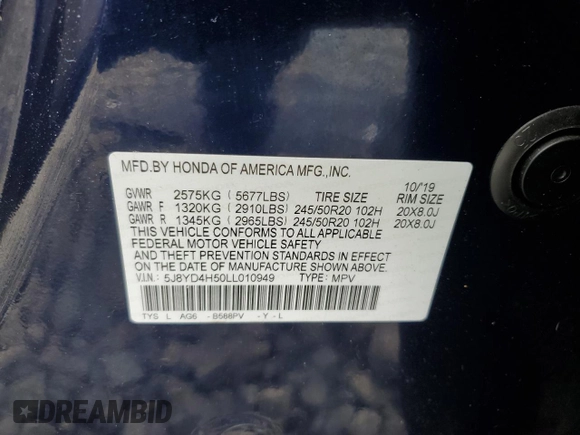 MFD.BY HONDA OF AMERICA MFG.,INC.
10/19
GVWR 2575KG (5677LBS) TIRE SIZE RIM SIZE
GAWR F 1320KG (2910LBS) 245/50R20 102H 20X8.0J
GAWR R 1345KG (2965LBS) 245/50R20 102H 20X8.0J
THIS VEHICLE CONFORMS TO ALL APPLICABLE
FEDERAL MOTOR VEHICLE SAFETY
AND THEFT PREVENTION STANDARDS IN EFFECT
ON THE DATE OF MANUFACTURE SHOWN ABOVE.
V.I.N.: 5J8YD4H50LL010949 TYPE: MPV
TYS L AG6 - B588PV - Y - L
DREAMBID